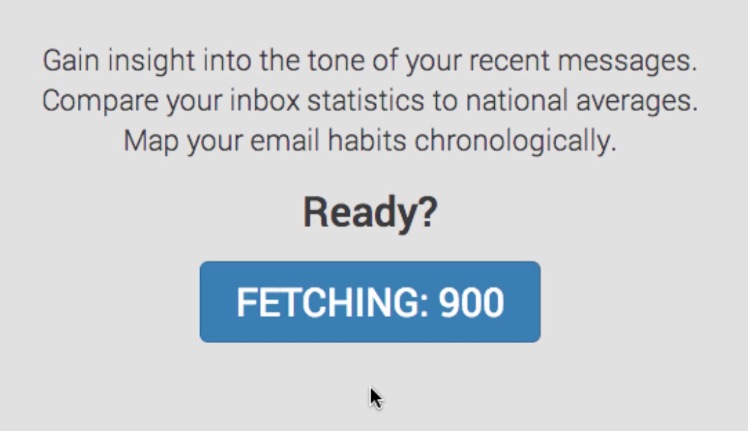 Gain insight into the tone of your recent messages.
Compare your inbox statistics to national averages.
Map your email habits chronologically.
Ready?
FETCHING: 900